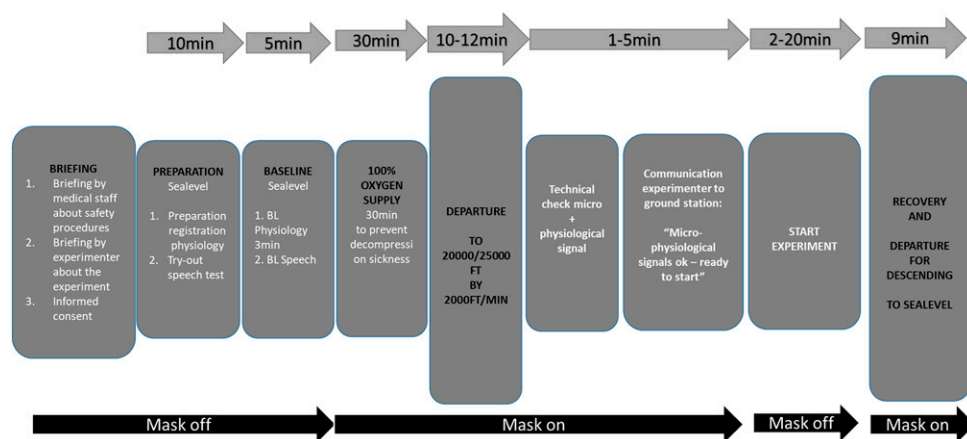 10min
5min
30min
10-12min
1-5min
2-20min
9min
BRIEFING
1. Briefing by
medical staff
about safety
procedures
2. Briefing by
experimenter
about the
experiment
3. Informed
consent
PREPARATION
Sealevel
1. Preparation
registration
physiology
2. Try-out
speech test
BASELINE
Sealevel
1. BL
Physiology
3min
2. BL Speech
100%
OXYGEN
SUPPLY
30min
to prevent
decompressi
on sickness
DEPARTURE
TO
20000/25000
FT
BY
2000FT/MIN
Technical
check micro
+
physiological
signal
Communication
experimenter to
ground station:
“Micro-
physiological
signals ok – ready
to start”
START
EXPERIMENT
RECOVERY
AND
DEPARTURE
FOR
DESCENDING
TO SEALEVEL
Mask off
Mask on
Mask off
Mask on